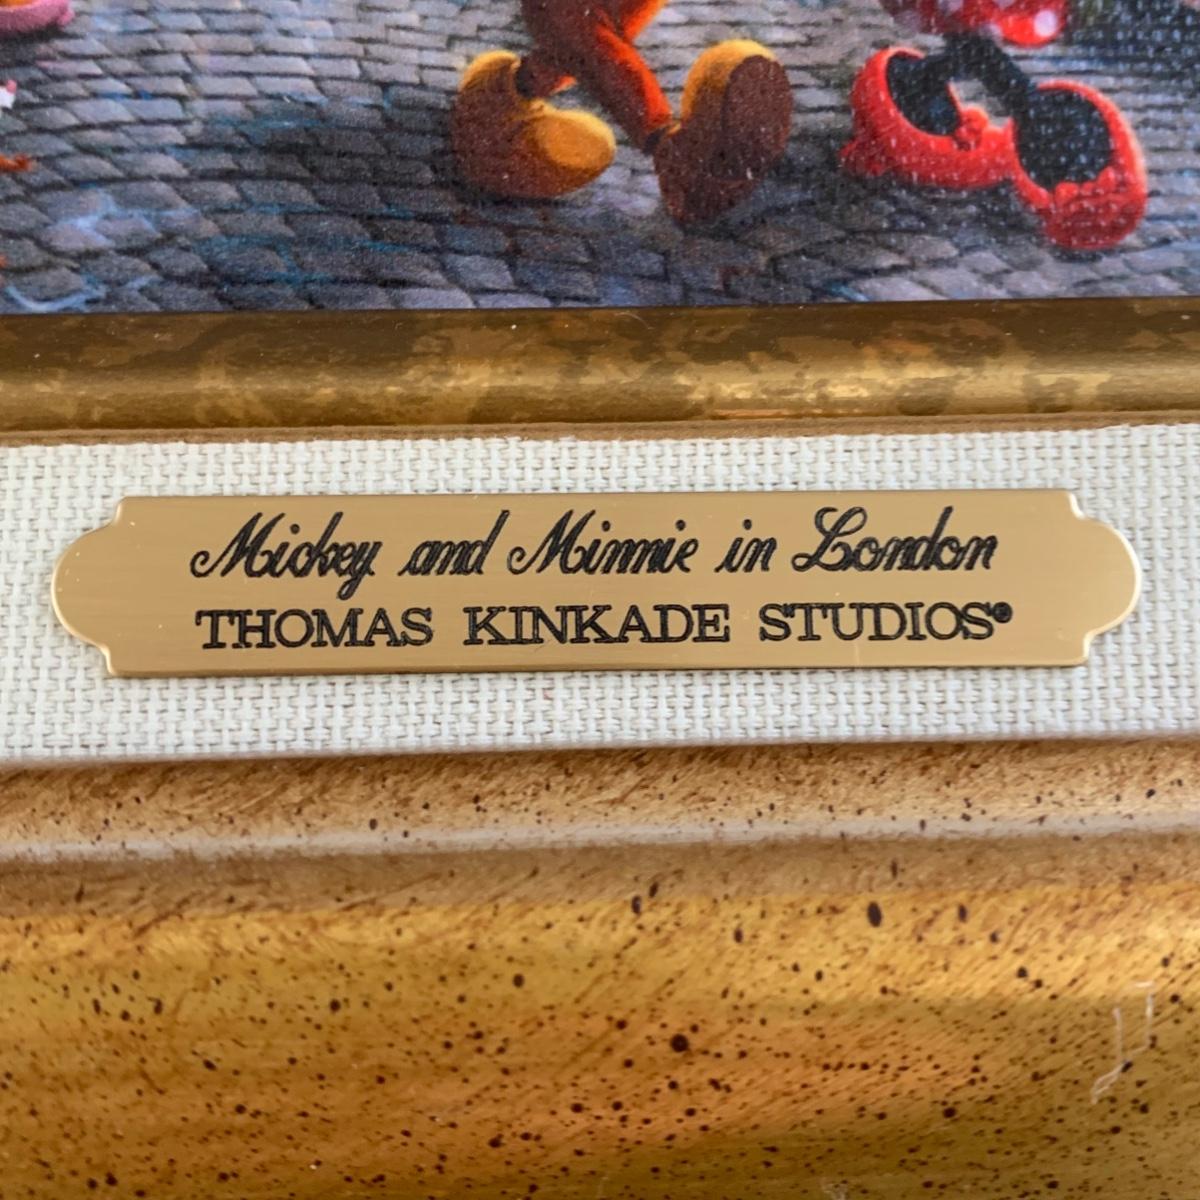 Mickey and Minnie in London
THOMAS KINKADE STUDIOS®